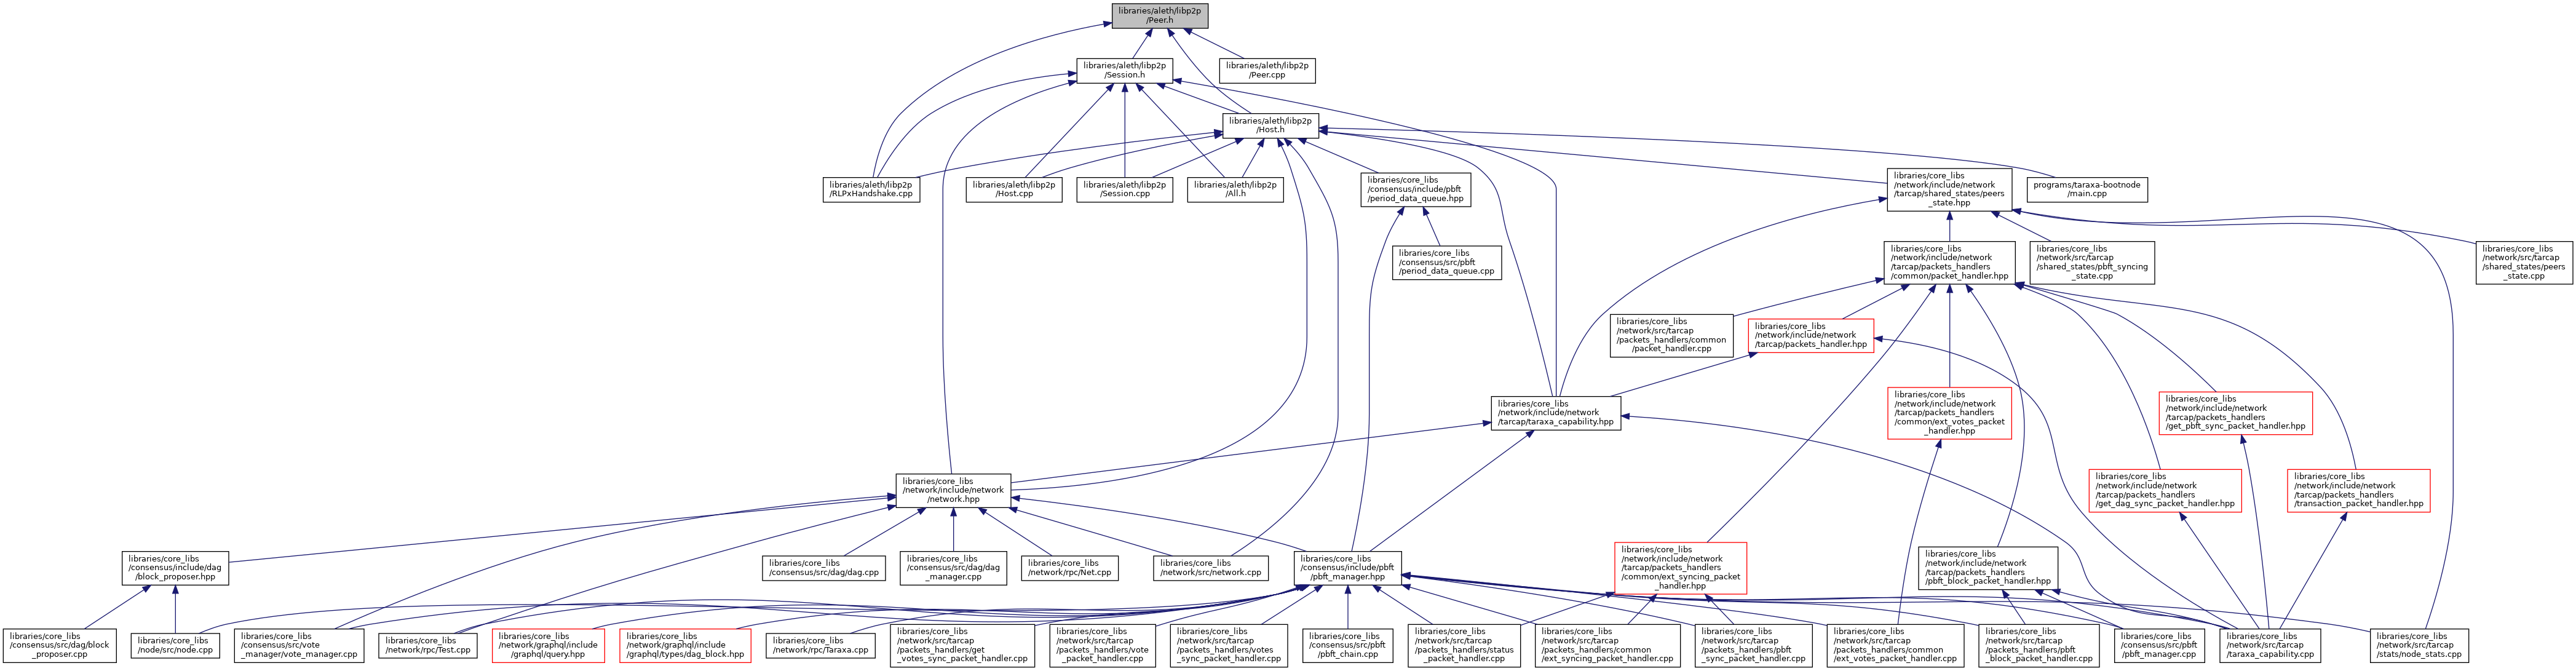 libraries/aleth/libp2p
/Peer.h
libraries/aleth/libp2p
/Session.h
libraries/aleth/libp2p
/Peer.cpp
libraries/aleth/libp2p
/Host.h
libraries/aleth/libp2p
/RLPxHandshake.cpp
libraries/aleth/libp2p
/Host.cpp
libraries/aleth/libp2p
/Session.cpp
libraries/aleth/libp2p
/All.h
libraries/core_libs
/consensus/include/pbft
/period_data_queue.hpp
libraries/core_libs
/network/include/network
/tarcap/shared_states/peers
_state.hpp
programs/taraxa-bootnode
/main.cpp
libraries/core_libs
/consensus/src/pbft
/period_data_queue.cpp
libraries/core_libs
/network/include/network
/tarcap/packets_handlers
/common/packet_handler.hpp
libraries/core_libs
/network/src/tarcap
/shared_states/pbft_syncing
_state.cpp
libraries/core_libs
/network/src/tarcap
/shared_states/peers
_state.cpp
libraries/core_libs
/network/src/tarcap
/packets_handlers/common
/packet_handler.cpp
libraries/core_libs
/network/include/network
/tarcap/packets_handler.hpp
libraries/core_libs
/network/include/network
/tarcap/taraxa_capability.hpp
libraries/core_libs
/network/include/network
/tarcap/packets_handlers
/common/ext_votes_packet
_handler.hpp
libraries/core_libs
/network/include/network
/tarcap/packets_handlers
/get_pbft_sync_packet_handler.hpp
libraries/core_libs
/network/include/network
/network.hpp
libraries/core_libs
/network/include/network
/tarcap/packets_handlers
/get_dag_sync_packet_handler.hpp
libraries/core_libs
/network/include/network
/tarcap/packets_handlers
/transaction_packet_handler.hpp
libraries/core_libs
/consensus/include/dag
/block_proposer.hpp
libraries/core_libs
/consensus/src/dag/dag.cpp
libraries/core_libs
/consensus/src/dag/dag
_manager.cpp
libraries/core_libs
/network/rpc/Net.cpp
libraries/core_libs
/network/src/network.cpp
libraries/core_libs
/consensus/include/pbft
/pbft_manager.hpp
libraries/core_libs
/network/include/network
/tarcap/packets_handlers
/common/ext_syncing_packet
_handler.hpp
libraries/core_libs
/network/include/network
/tarcap/packets_handlers
/pbft_block_packet_handler.hpp
libraries/core_libs
/consensus/src/dag/block
_proposer.cpp
libraries/core_libs
/node/src/node.cpp
libraries/core_libs
/consensus/src/vote
_manager/vote_manager.cpp
libraries/core_libs
/network/rpc/Test.cpp
libraries/core_libs
/network/graphql/include
/graphql/query.hpp
libraries/core_libs
/network/graphql/include
/graphql/types/dag_block.hpp
libraries/core_libs
/network/rpc/Taraxa.cpp
libraries/core_libs
/network/src/tarcap
/packets_handlers/get
_votes_sync_packet_handler.cpp
libraries/core_libs
/network/src/tarcap
/packets_handlers/vote
_packet_handler.cpp
libraries/core_libs
/network/src/tarcap
/packets_handlers/votes
_sync_packet_handler.cpp
libraries/core_libs
/consensus/src/pbft
/pbft_chain.cpp
libraries/core_libs
/network/src/tarcap
/packets_handlers/status
_packet_handler.cpp
libraries/core_libs
/network/src/tarcap
/packets_handlers/common
/ext_syncing_packet_handler.cpp
libraries/core_libs
/network/src/tarcap
/packets_handlers/pbft
_sync_packet_handler.cpp
libraries/core_libs
/network/src/tarcap
/packets_handlers/common
/ext_votes_packet_handler.cpp
libraries/core_libs
/network/src/tarcap
/packets_handlers/pbft
_block_packet_handler.cpp
libraries/core_libs
/consensus/src/pbft
/pbft_manager.cpp
libraries/core_libs
/network/src/tarcap
/taraxa_capability.cpp
libraries/core_libs
/network/src/tarcap
/stats/node_stats.cpp